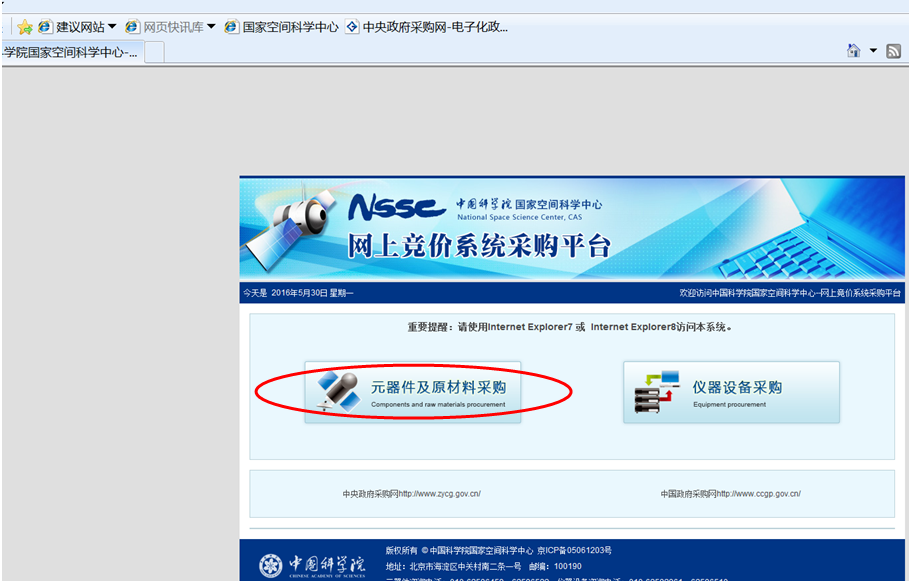 建议网站 网页快讯库 国家空间科学中心 中央政府采购网-电子化政...
学院国家空间科学中心-...
NSSC 中国科学院 国家空间科学中心
National Space Science Center, CAS
网上竞价系统采购平台
今天是 2016年5月30日 星期一 欢迎访问中国科学院国家空间科学中心--网上竞价系统采购平台
重要提醒：请使用Internet Explorer7 或 Internet Explorer8访问本系统。
元器件及原材料采购 仪器设备采购
Components and raw materials procurement Equipment procurement
中央政府采购网http://www.zycg.gov.cn/ 中国政府采购网http://www.ccgp.gov.cn/
版权所有 ©中国科学院国家空间科学中心 京ICP备05061203号
中国科学院 地址：北京市海淀区中关村南二条一号 邮编：100190
CHINESE ACADEMY OF SCIENCES